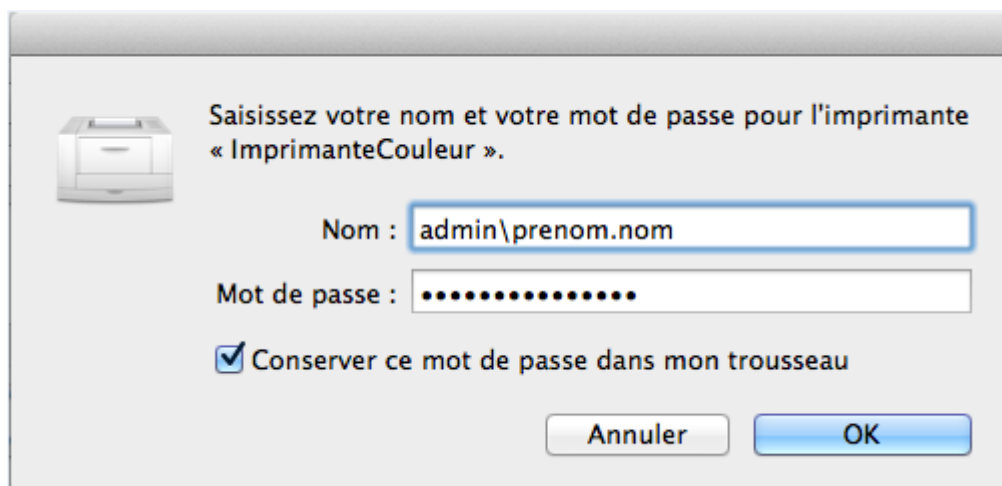 Saisissez votre nom et votre mot de passe pour l'imprimante
« ImprimanteCouleur ».
Nom : admin\prenom.nom
Mot de passe : •••••••••••••••
Conserver ce mot de passe dans mon trousseau
Annuler OK